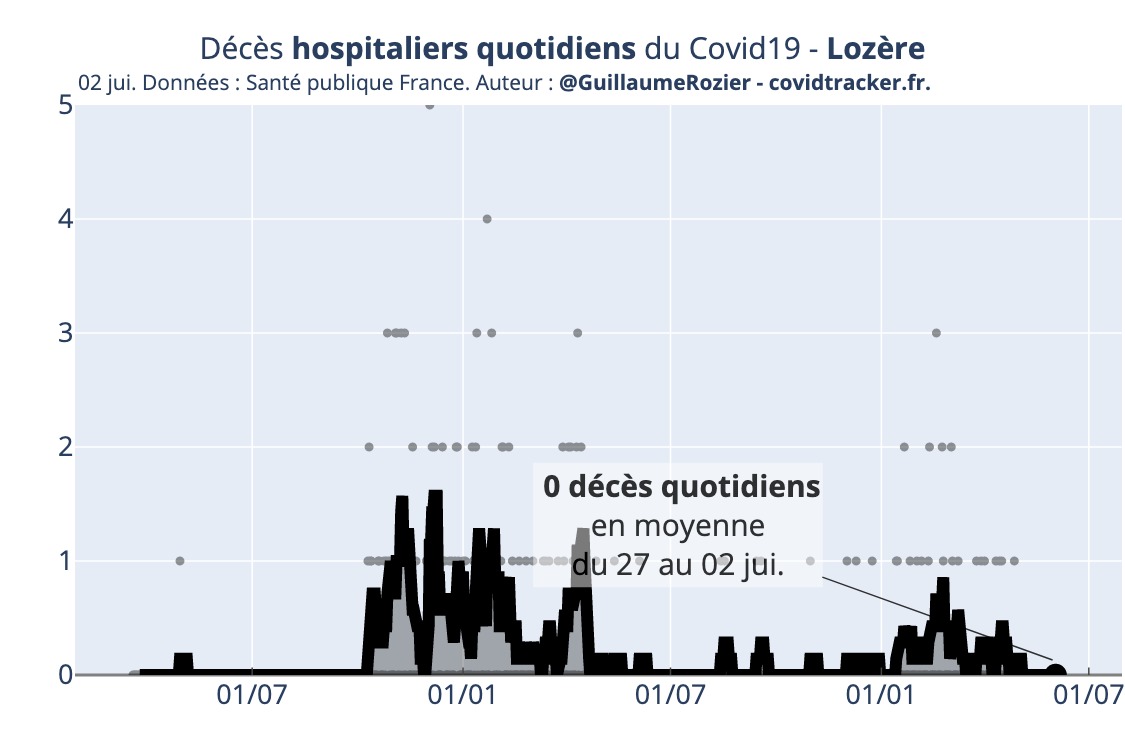 Décès hospitaliers quotidiens du Covid19 - Lozère
02 jui. Données : Santé publique France. Auteur : @GuillaumeRozier - covidtracker.fr.
5
4
3
2
1
0
0 décès quotidiens
en moyenne
du 27 au 02 jui.
01/07
01/01
01/07
01/01
01/07